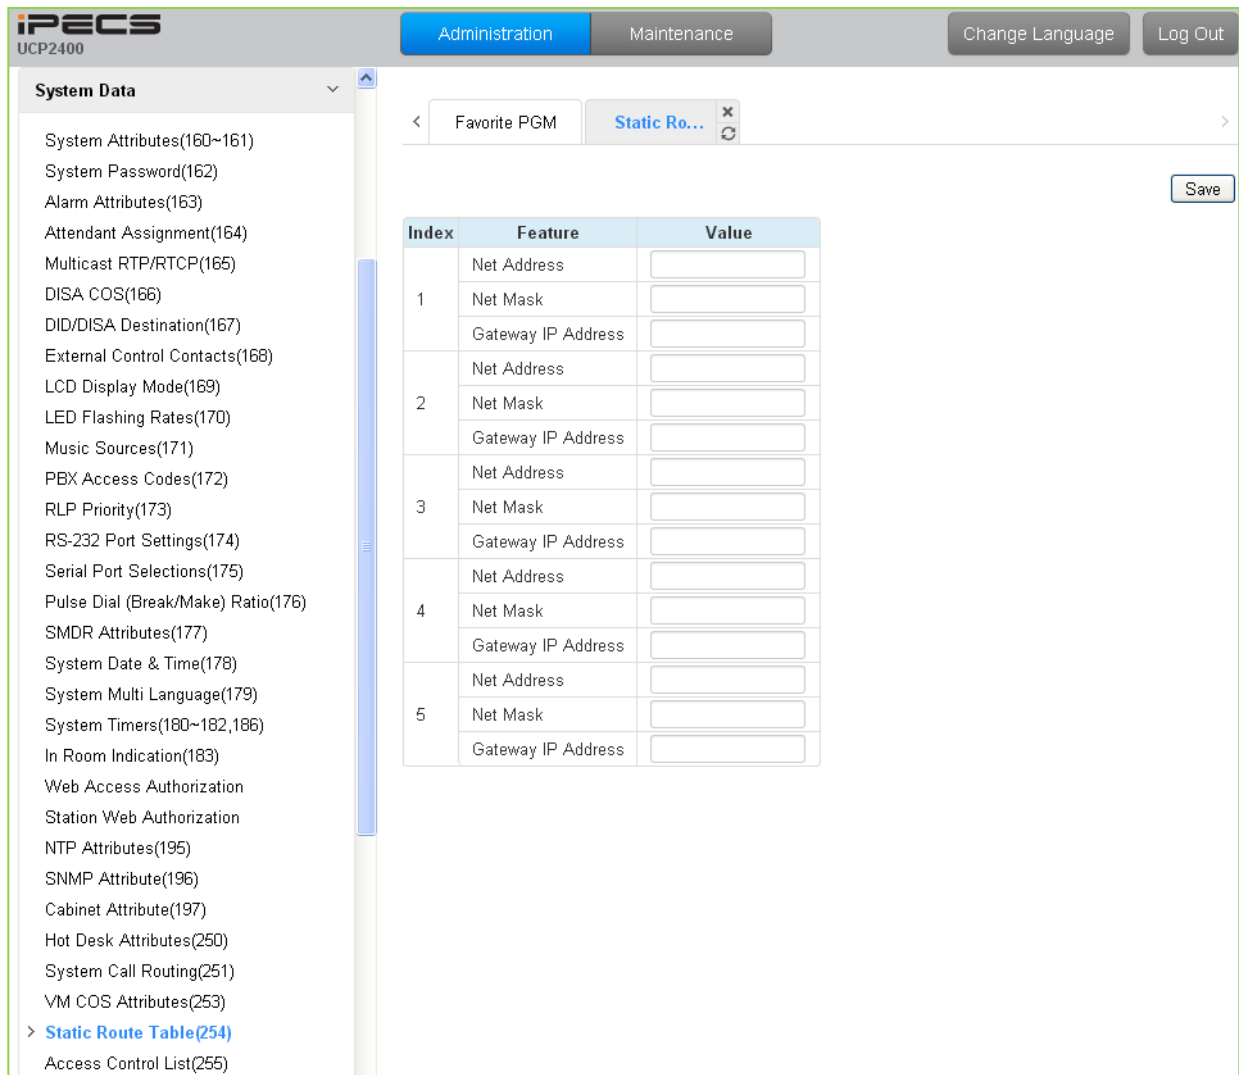 iPECS
UCP2400
Administration
Maintenance
Change Language
Log Out
System Data
System Attributes(160~161)
System Password(162)
Alarm Attributes(163)
Attendant Assignment(164)
Multicast RTP/RTCP(165)
DISA COS(166)
DID/DISA Destination(167)
External Control Contacts(168)
LCD Display Mode(169)
LED Flashing Rates(170)
Music Sources(171)
PBX Access Codes(172)
RLP Priority(173)
RS-232 Port Settings(174)
Serial Port Selections(175)
Pulse Dial (Break/Make) Ratio(176)
SMDR Attributes(177)
System Date & Time(178)
System Multi Language(179)
System Timers(180~182,186)
In Room Indication(183)
Web Access Authorization
Station Web Authorization
NTP Attributes(195)
SNMP Attribute(196)
Cabinet Attribute(197)
Hot Desk Attributes(250)
System Call Routing(251)
VM COS Attributes(253)
Static Route Table(254)
Access Control List(255)
Favorite PGM
Static Ro...
Save
Index Feature Value
Net Address
1 Net Mask
Gateway IP Address
Net Address
2 Net Mask
Gateway IP Address
Net Address
3 Net Mask
Gateway IP Address
Net Address
4 Net Mask
Gateway IP Address
Net Address
5 Net Mask
Gateway IP Address